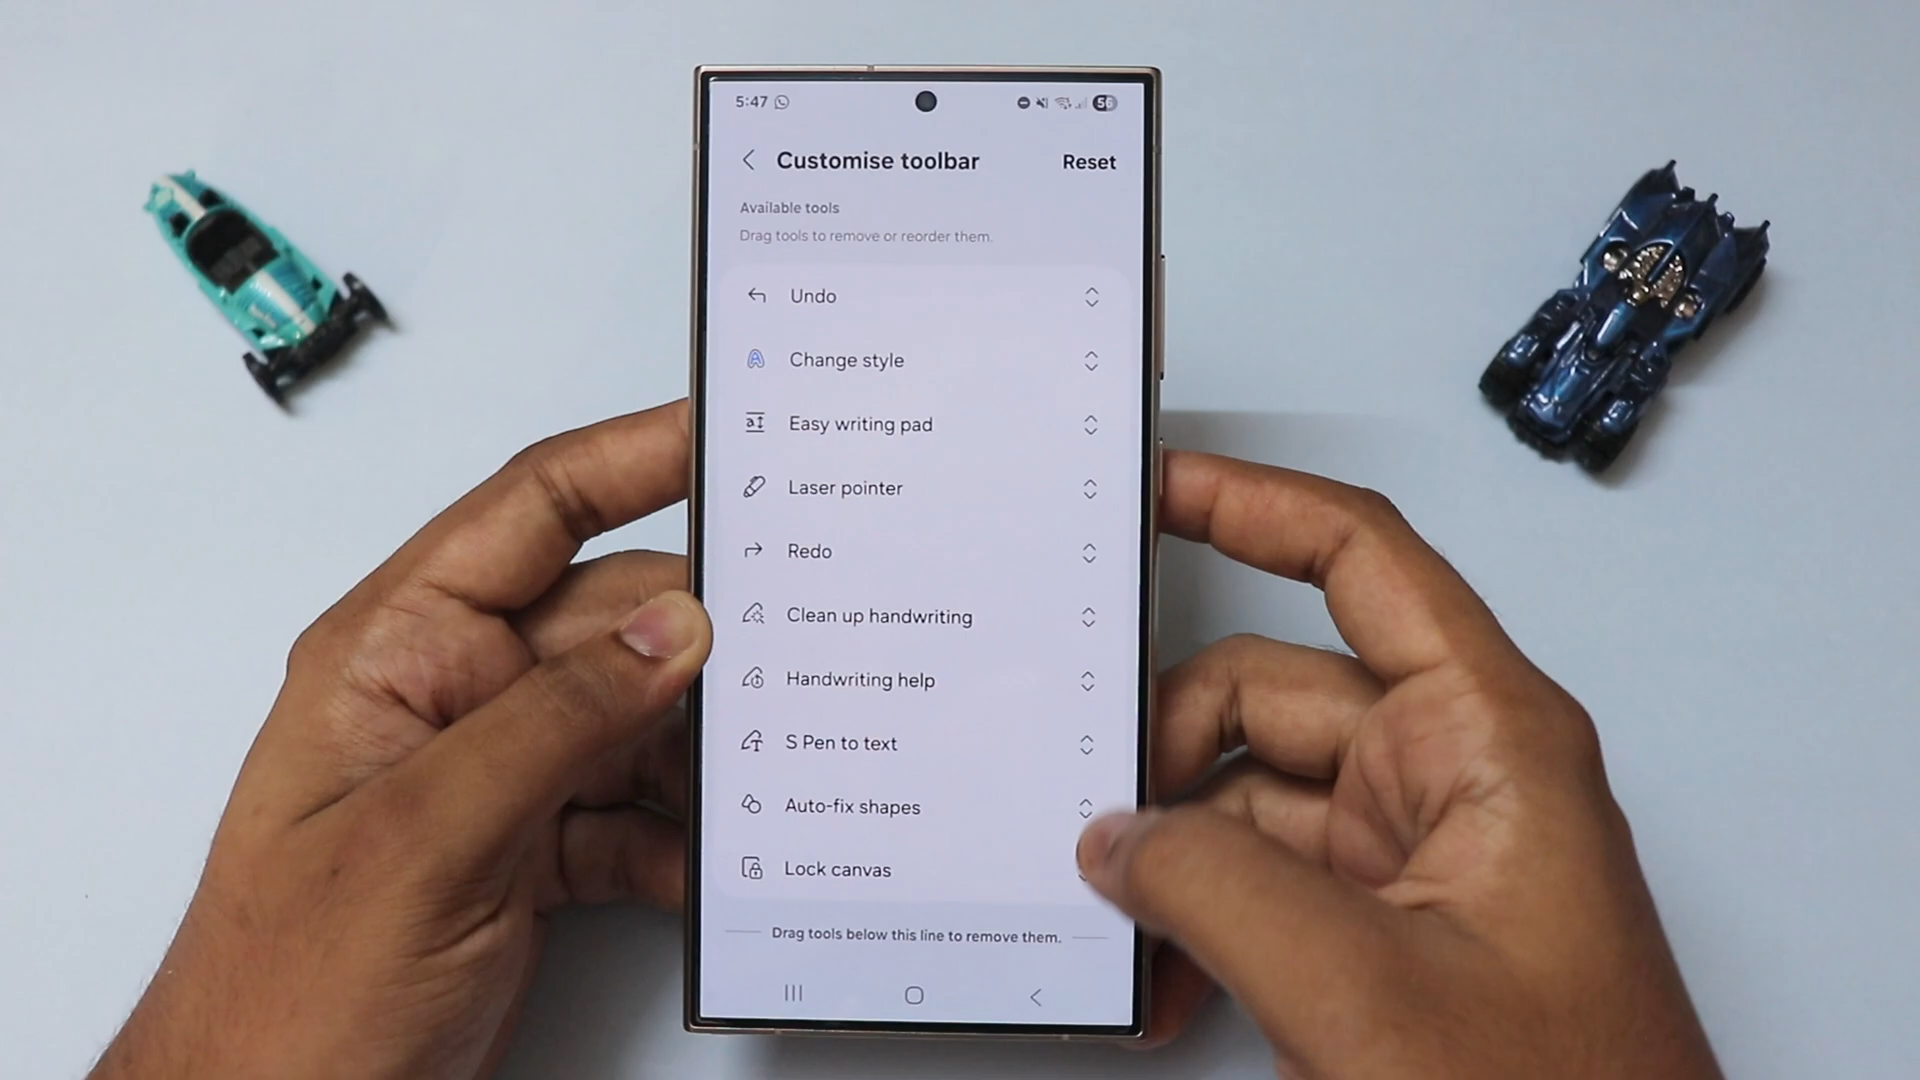 5:47
56
Customise toolbar
Reset
Available tools
Drag tools to remove or reorder them.
Undo
Change style
Easy writing pad
Laser pointer
Redo
Clean up handwriting
Handwriting help
S Pen to text
Auto-fix shapes
Lock canvas
Drag tools below this line to remove them.